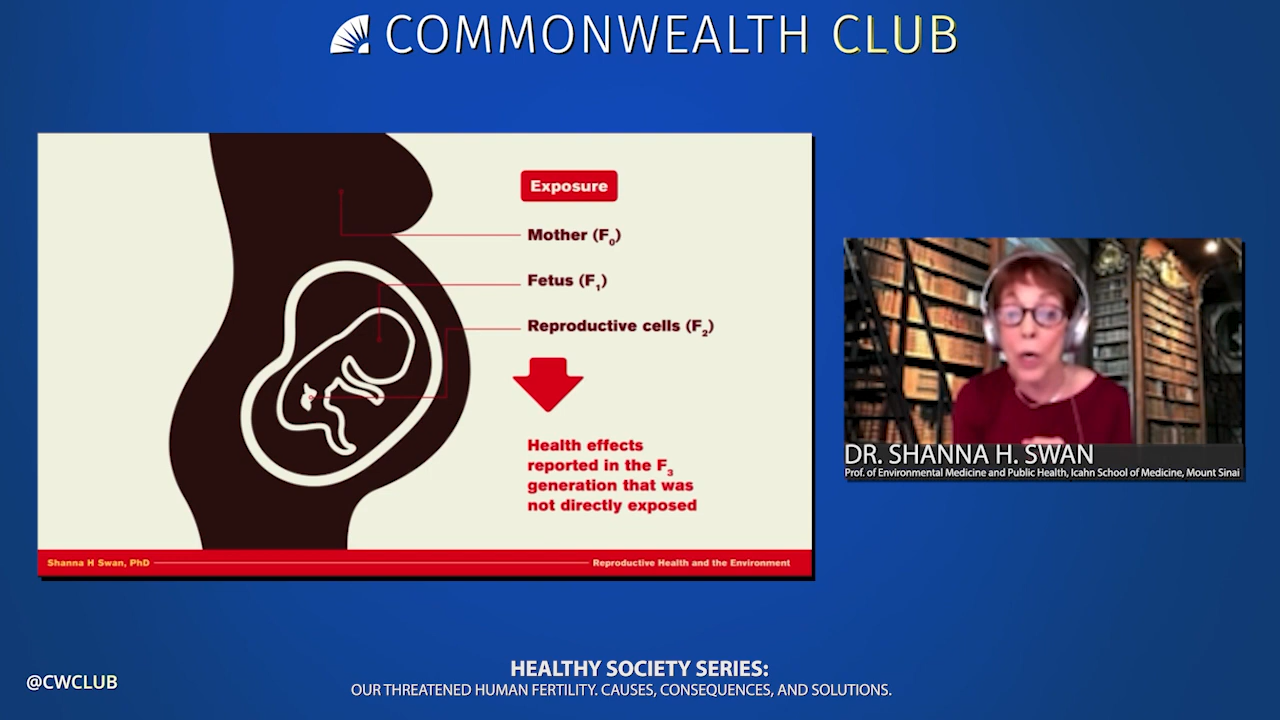 COMMONWEALTH CLUB
Exposure
Mother (F₀)
Fetus (F₁)
Reproductive cells (F₂)
Health effects
reported in the F₃
generation that was
not directly exposed
Shanna H Swan, PhD
Reproductive Health and the Environment
DR. SHANNA H. SWAN
Prof. of Environmental Medicine and Public Health, Icahn School of Medicine, Mount Sinai
@CWCLUB
HEALTHY SOCIETY SERIES:
OUR THREATENED HUMAN FERTILITY. CAUSES, CONSEQUENCES, AND SOLUTIONS.